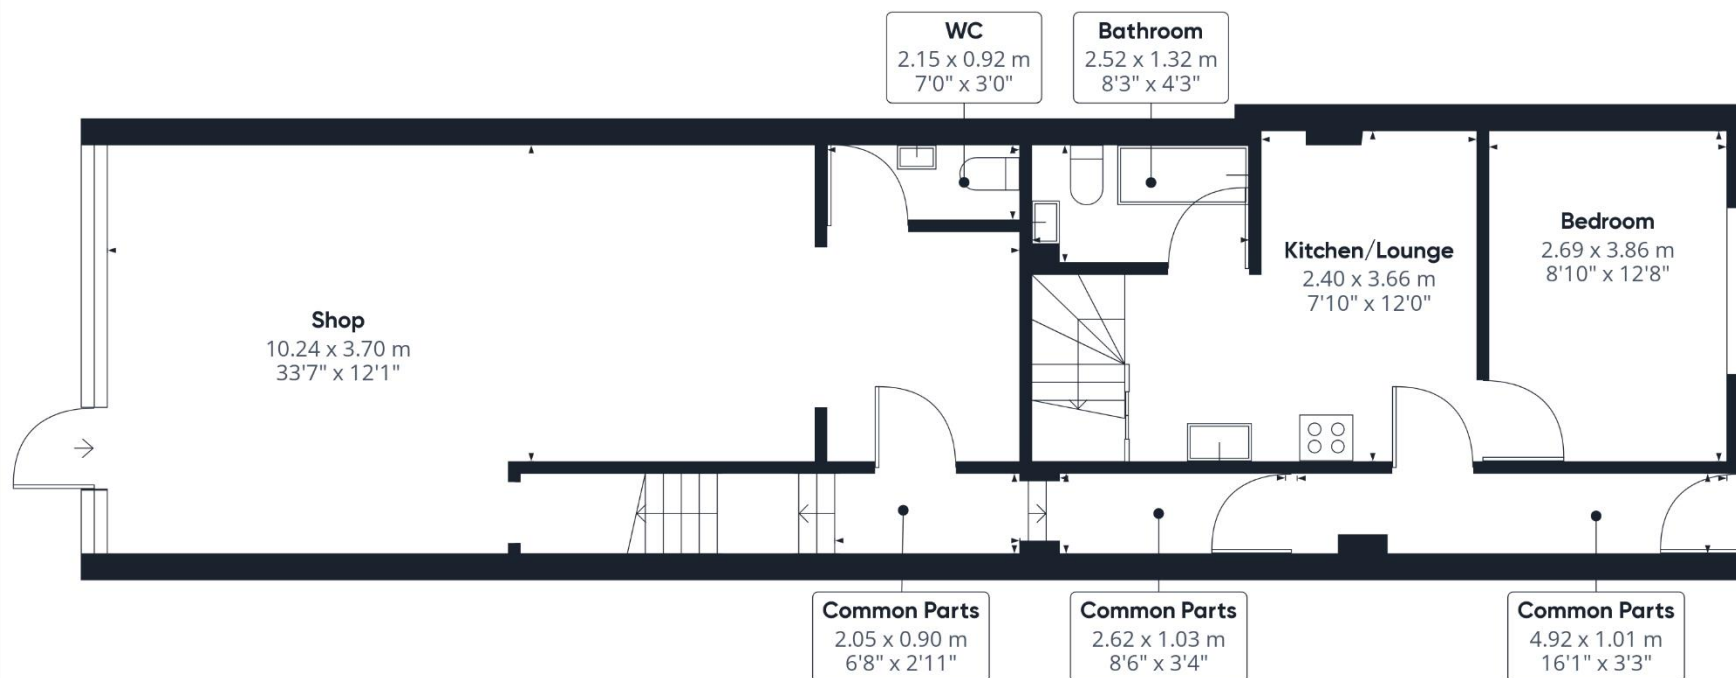 WC
2.15 x 0.92 m
7'0" x 3'0"
Bathroom
2.52 x 1.32 m
8'3" x 4'3"
Kitchen/Lounge
2.40 x 3.66 m
7'10" x 12'0"
Bedroom
2.69 x 3.86 m
8'10" x 12'8"
Shop
10.24 x 3.70 m
33'7" x 12'1"
Common Parts
2.05 x 0.90 m
6'8" x 2'11"
Common Parts
2.62 x 1.03 m
8'6" x 3'4"
Common Parts
4.92 x 1.01 m
16'1" x 3'3"